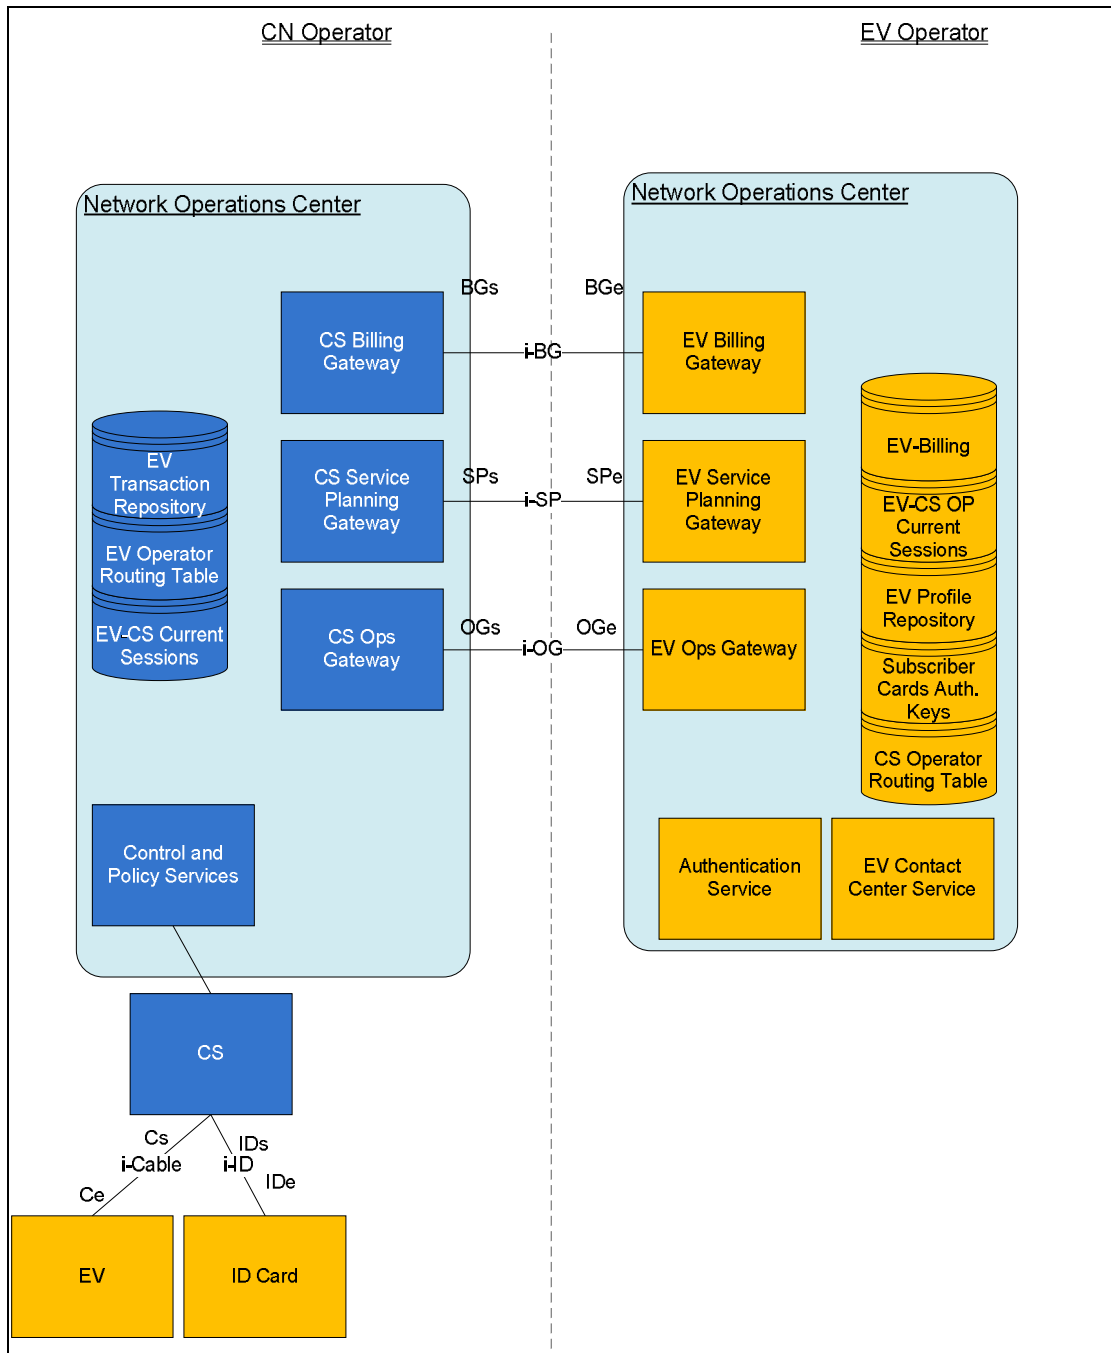 CN Operator
EV Operator
Network Operations Center
Network Operations Center
BGs
BGe
CS Billing
Gateway
i-BG
EV Billing
Gateway
EV
Transaction
Repository
EV Operator
Routing Table
EV-CS Current
Sessions
CS Service
Planning
Gateway
SPs
i-SP
SPe
EV Service
Planning
Gateway
CS Ops
Gateway
OGs
i-OG
OGe
EV Ops Gateway
EV-Billing
EV-CS OP
Current
Sessions
EV Profile
Repository
Subscriber
Cards Auth.
Keys
CS Operator
Routing Table
Control and
Policy Services
Authentication
Service
EV Contact
Center Service
CS
Cs
i-Cable
Ce
IDs
i-ID
IDe
EV
ID Card